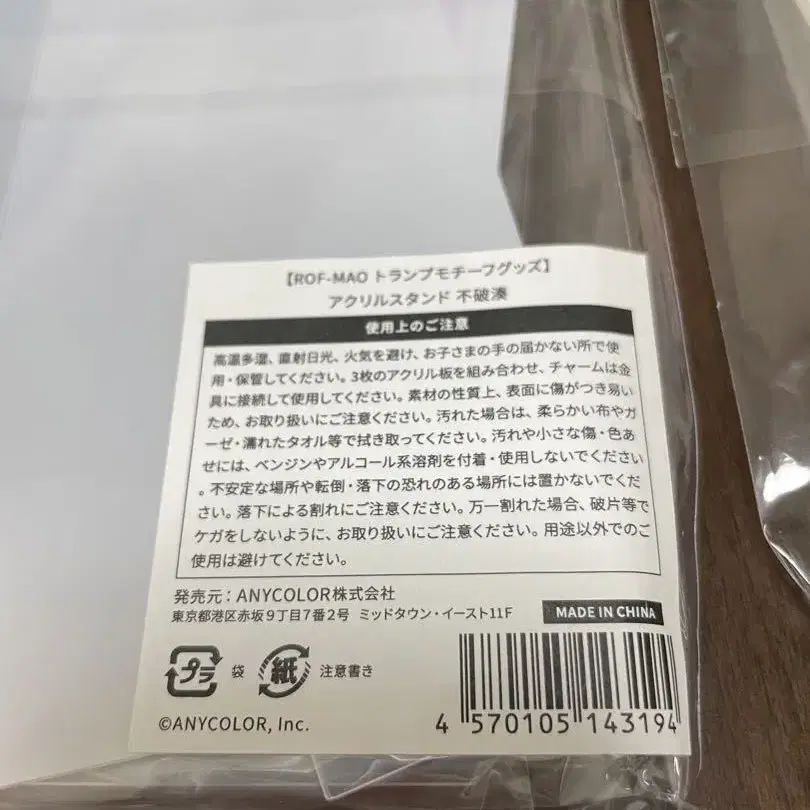 【ROF-MAO トランプモチーフグッズ】
アクリルスタンド 不破湊
使用上のご注意
高温多湿、直射日光、火気を避け、お子さまの手の届かない所で使
用・保管してください。3枚のアクリル板を組み合わせ、チャームは金
具に接続して使用してください。素材の性質上、表面に傷がつき易い
ため、お取り扱いにご注意ください。汚れた場合は、柔らかい布やガ
ーゼ・濡れたタオル等で拭き取ってください。汚れや小さな傷・色あ
せには、ベンジンやアルコール系溶剤を付着・使用しないでください
。不安定な場所や転倒・落下の恐れのある場所には置かないでくだ
さい。落下による割れにご注意ください。万一割れた場合、破片等で
ケガをしないように、お取り扱いにご注意ください。用途以外でのご
使用は避けてください。
発売元：ANYCOLOR株式会社
東京都港区赤坂9丁目7番2号 ミッドタウン・イースト11F
MADE IN CHINA
プラ 袋 紙 注意書き
©ANYCOLOR, Inc.
4 570105 143194